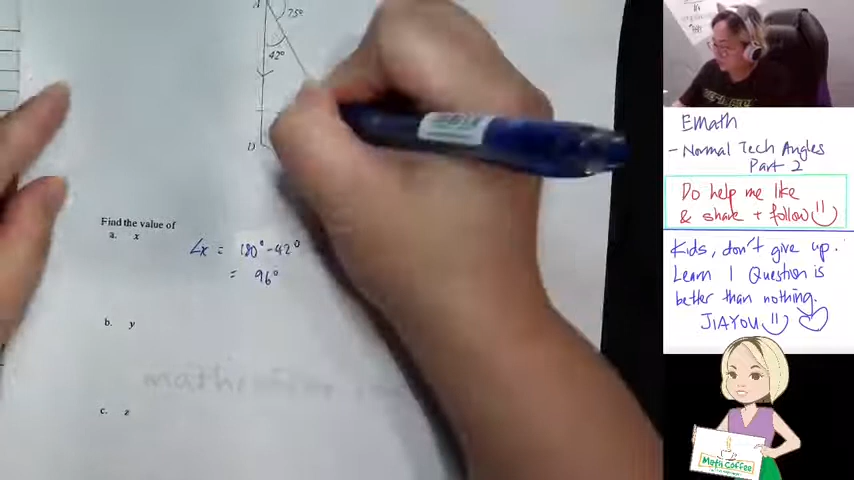 75°
42°
D
Find the value of
a. x
∠x = 180° - 42°
= 96°
b. y
c. z
EMath
- Normal Tech Angles
Part 2
Do help me like
& share + follow
Kids, don't give up.
Learn 1 Question is
better than nothing.
JIAYOU
Math Coffee